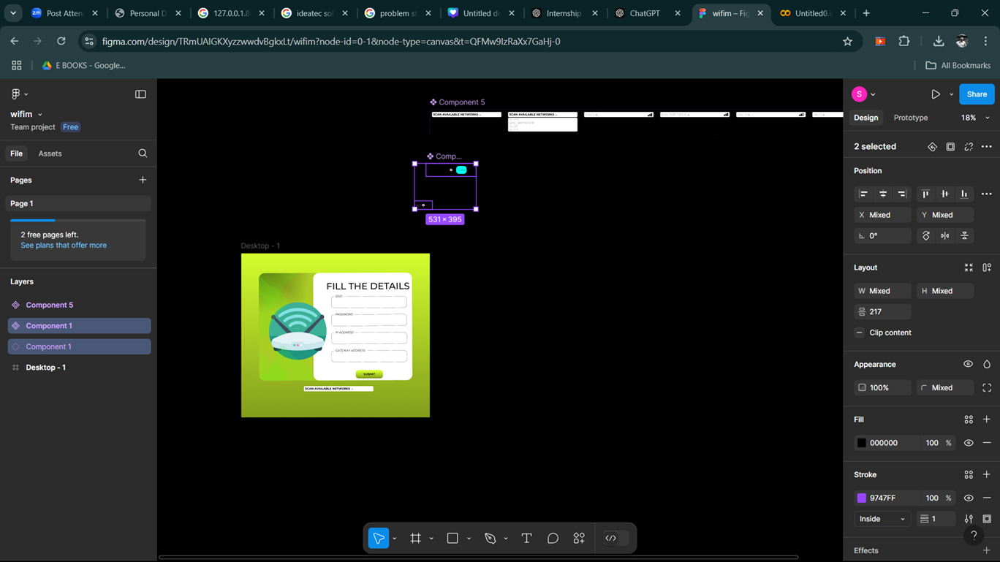 Post Atten
Personal D
127.0.0.1:8
ideatec so
problem st
Untitled de
Internship
ChatGPT
wifim – Fig
Untitled0.i
figma.com/design/TRmUAIGKXyzzwwdvBgkxLt/wifim?node-id=0-1&node-type=canvas&t=QFMw9IzRaXx7GaHj-0
E BOOKS - Google...
All Bookmarks
wifim
Team project Free
File Assets
Pages
Page 1
2 free pages left.
See plans that offer more
Layers
Component 5
Component 1
Component 1
Desktop - 1
Component 5
SCAN AVAILABLE NETWORKS
SCAN AVAILABLE NETWORKS
Comp...
531 × 395
Desktop - 1
FILL THE DETAILS
SSID
PASSWORD
IP ADDRESS
GATEWAY ADDRESS
SUBMIT
SCAN AVAILABLE NETWORKS
S
Share
Design Prototype 18%
2 selected
Position
X Mixed Y Mixed
0°
Layout
W Mixed H Mixed
217
Clip content
Appearance
100% Mixed
Fill
000000 100 %
Stroke
9747FF 100 %
Inside 1
Effects
?